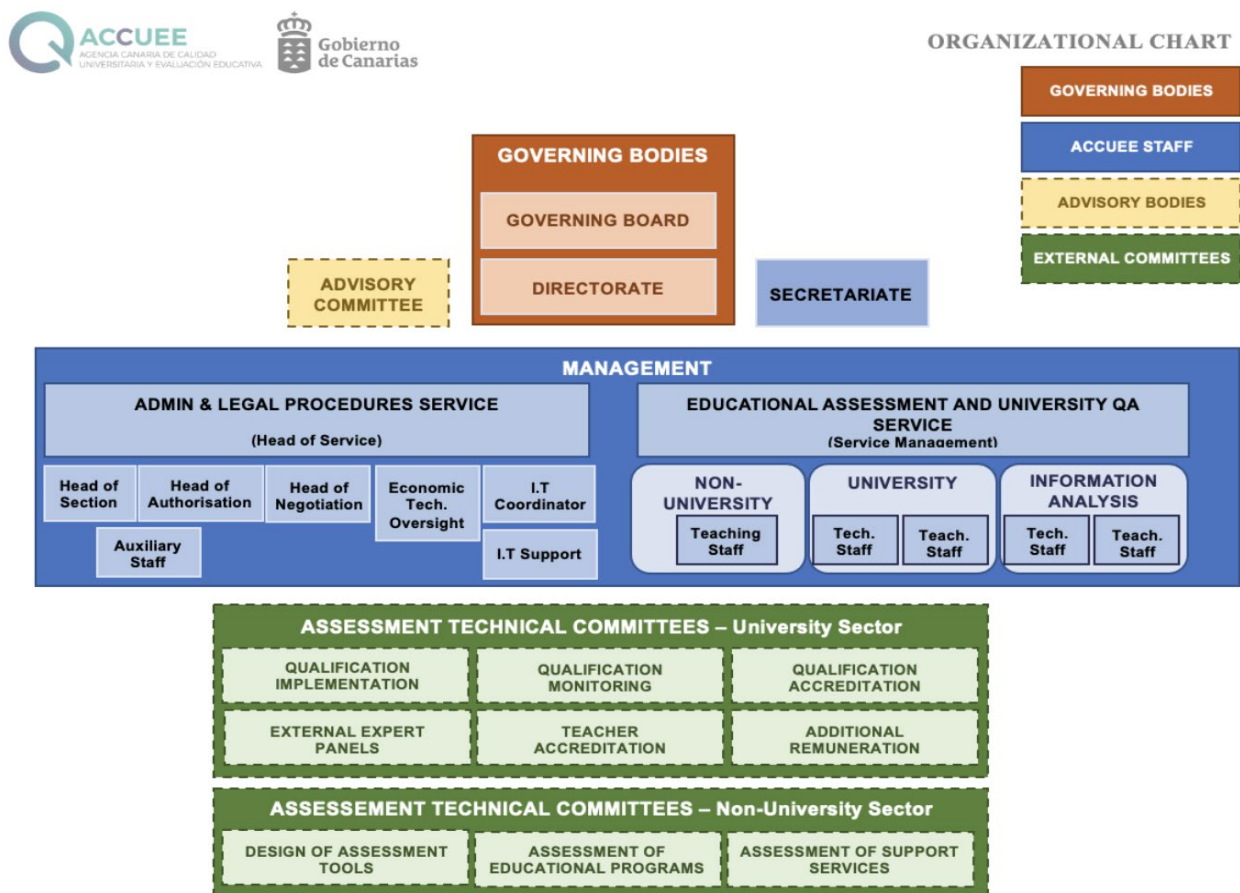 ACCUEE
AGENCIA CANARIA DE CALIDAD
UNIVERSITARIA Y EVALUACIÓN EDUCATIVA
Gobierno
de Canarias
ORGANIZATIONAL CHART
GOVERNING BODIES
ACCUEE STAFF
ADVISORY BODIES
EXTERNAL COMMITTEES
GOVERNING BODIES
GOVERNING BOARD
DIRECTORATE
ADVISORY
COMMITTEE
SECRETARIATE
MANAGEMENT
ADMIN & LEGAL PROCEDURES SERVICE
(Head of Service)
Head of
Section
Head of
Authorisation
Head of
Negotiation
Economic
Tech.
Oversight
I.T
Coordinator
Auxiliary
Staff
I.T Support
EDUCATIONAL ASSESSMENT AND UNIVERSITY QA
SERVICE
(Service Management)
NON-
UNIVERSITY
Teaching
Staff
UNIVERSITY
Tech.
Staff
Teach.
Staff
INFORMATION
ANALYSIS
Tech.
Staff
Teach.
Staff
ASSESSMENT TECHNICAL COMMITTEES – University Sector
QUALIFICATION
IMPLEMENTATION
QUALIFICATION
MONITORING
QUALIFICATION
ACCREDITATION
EXTERNAL EXPERT
PANELS
TEACHER
ACCREDITATION
ADDITIONAL
REMUNERATION
ASSESSEMENT TECHNICAL COMMITTEES – Non-University Sector
DESIGN OF ASSESSMENT
TOOLS
ASSESSMENT OF
EDUCATIONAL PROGRAMS
ASSESSMENT OF SUPPORT
SERVICES